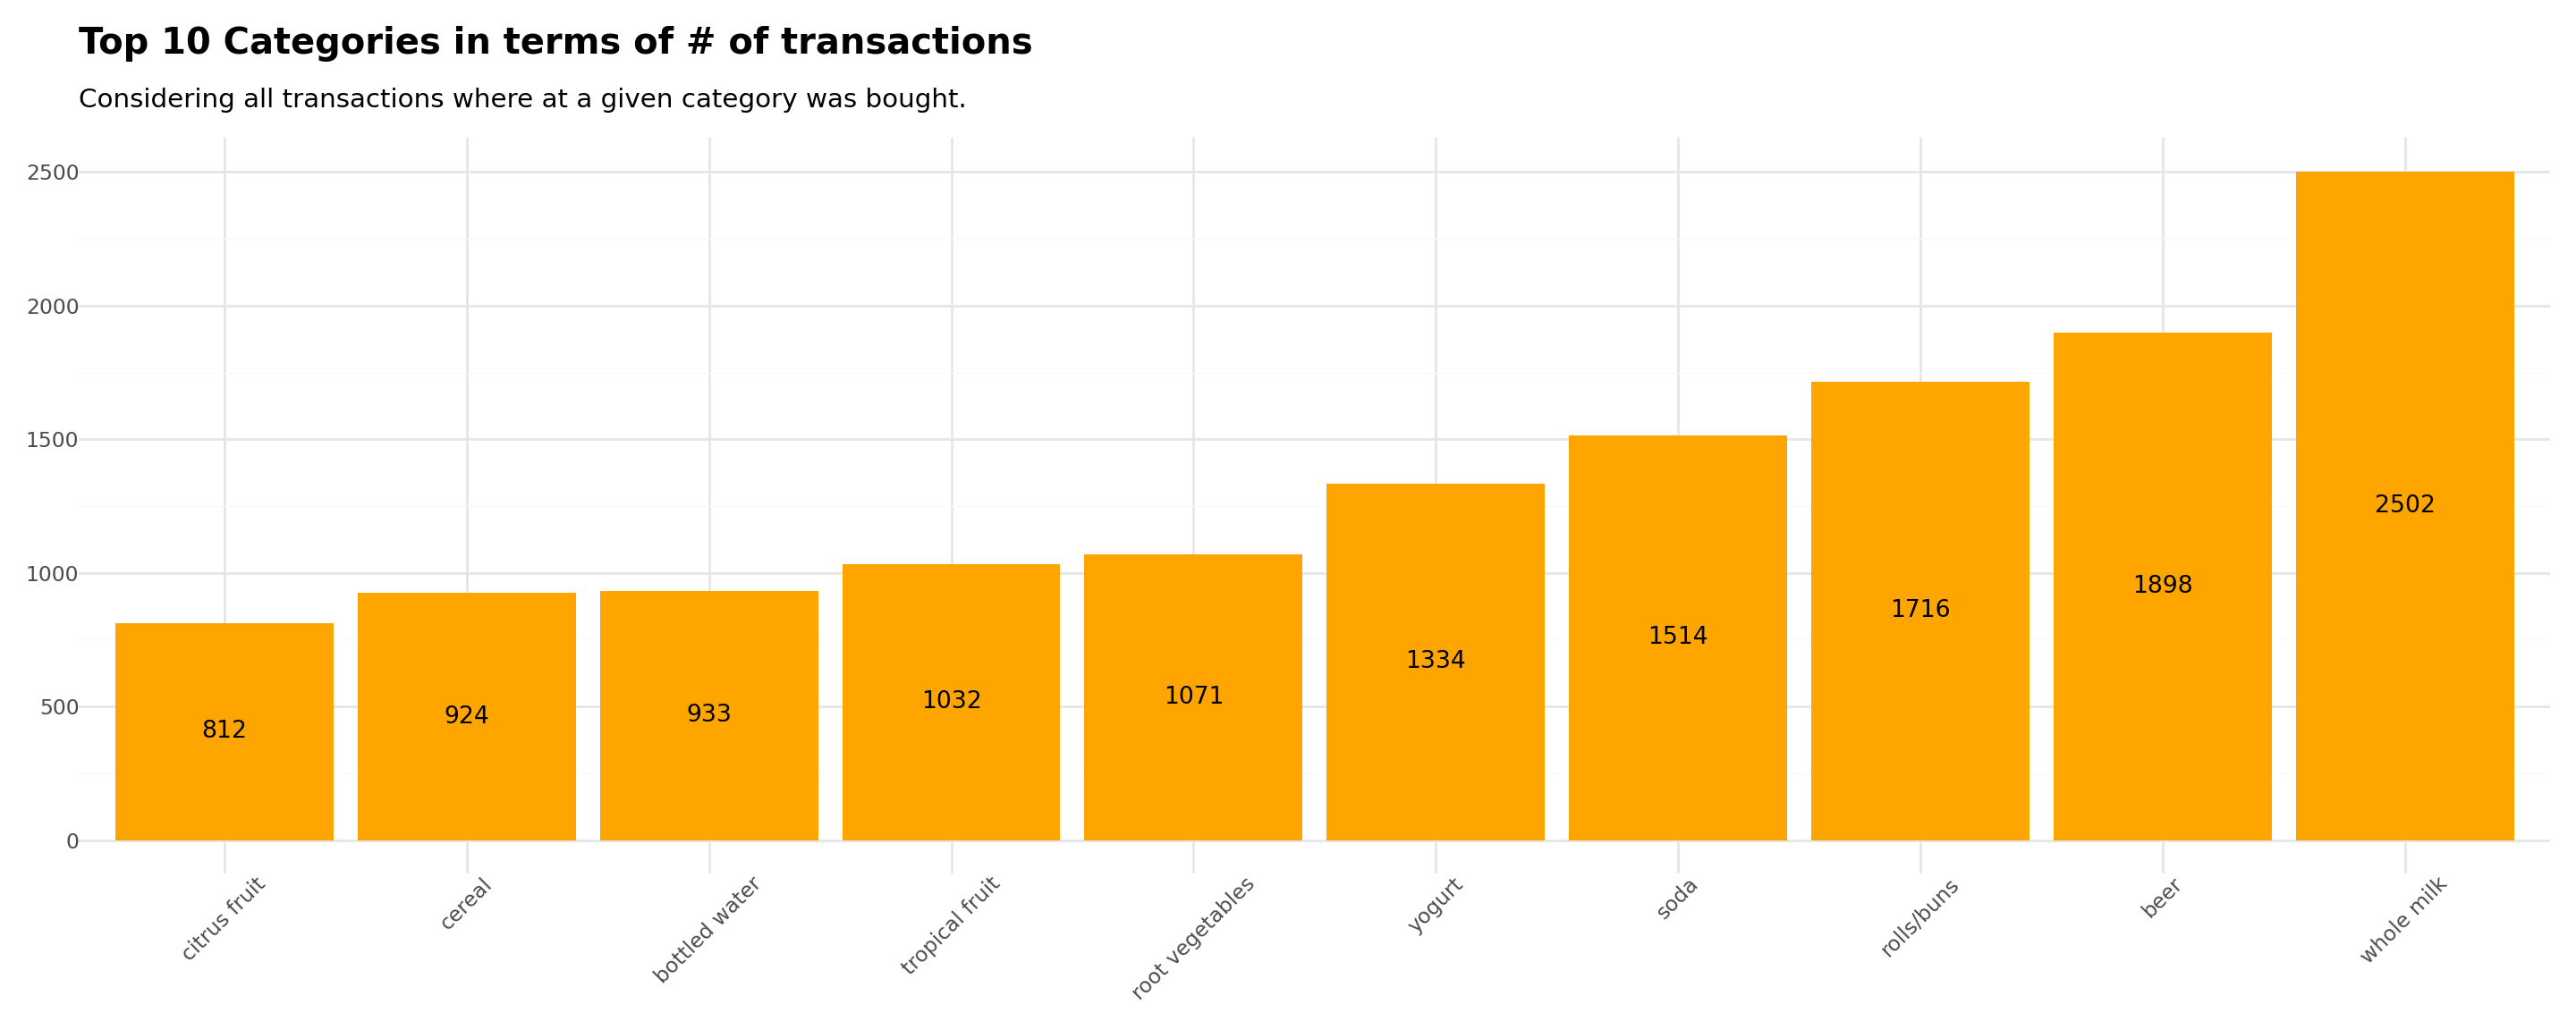 Top 10 Categories in terms of # of transactions
Considering all transactions where at a given category was bought.
2500
2000
1500
1000
500
0
812
924
933
1032
1071
1334
1514
1716
1898
2502
citrus fruit
cereal
bottled water
tropical fruit
root vegetables
yogurt
soda
rolls/buns
beer
whole milk